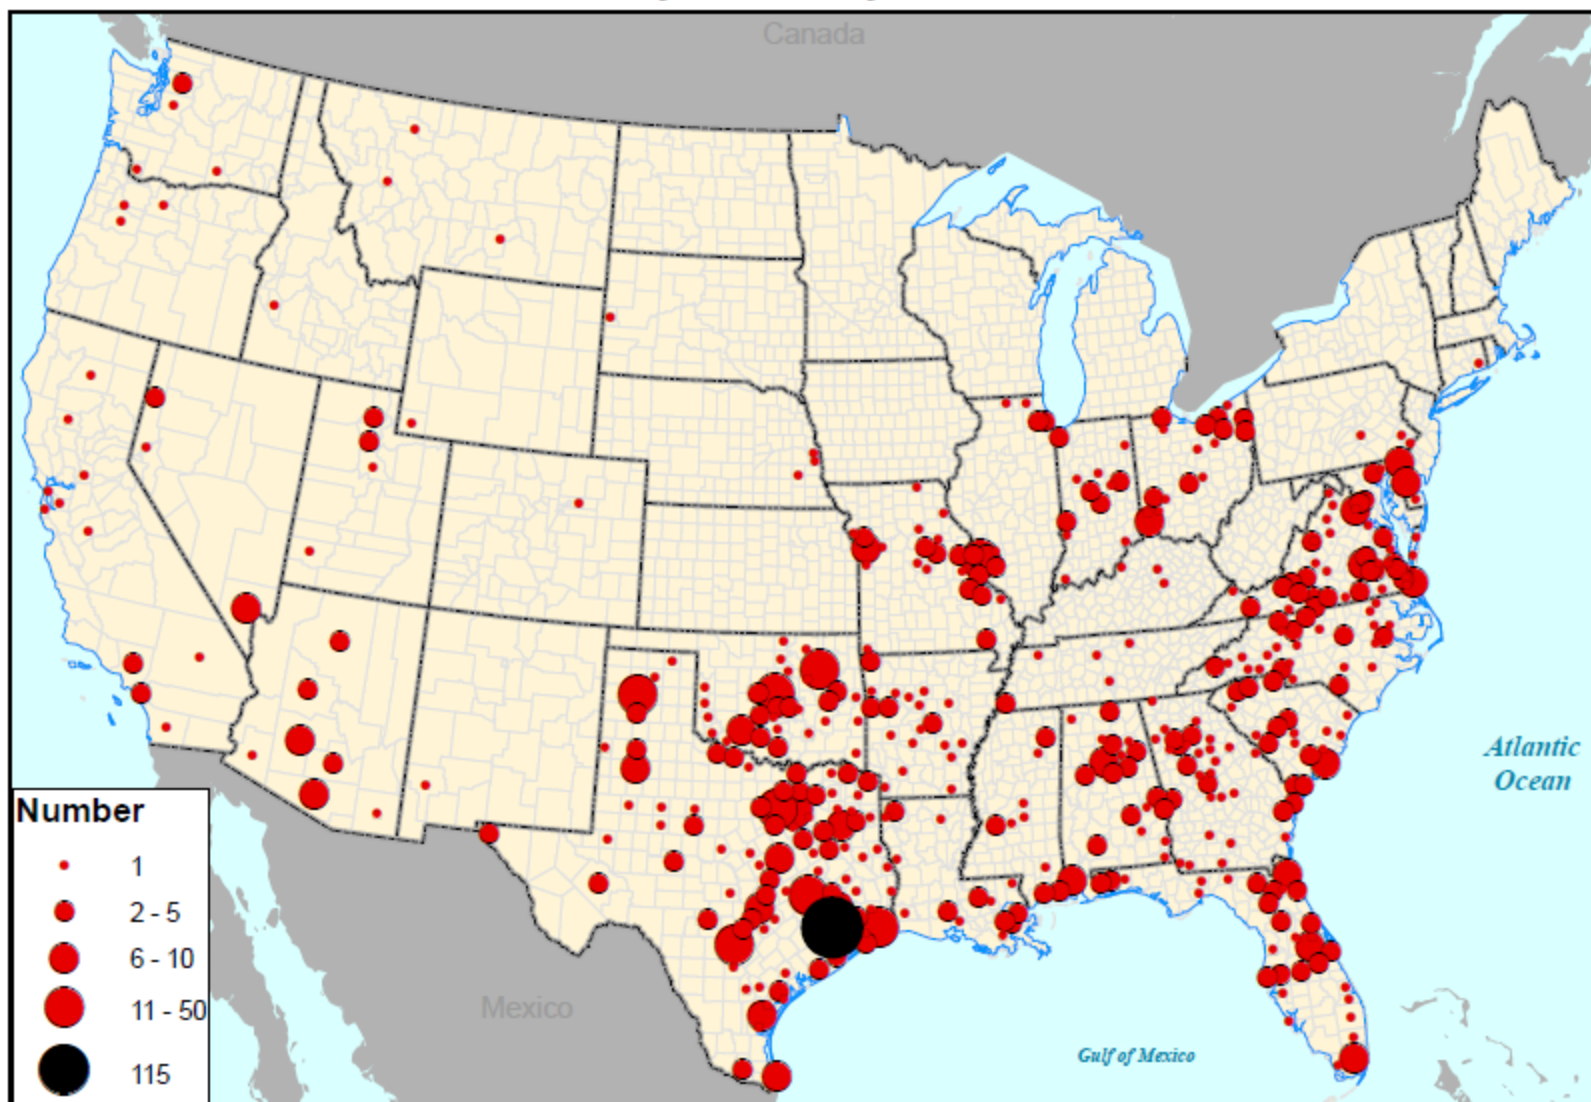 Canada
Atlantic
Ocean
Number
1
2 - 5
6 - 10
11 - 50
115
Mexico
Gulf of Mexico